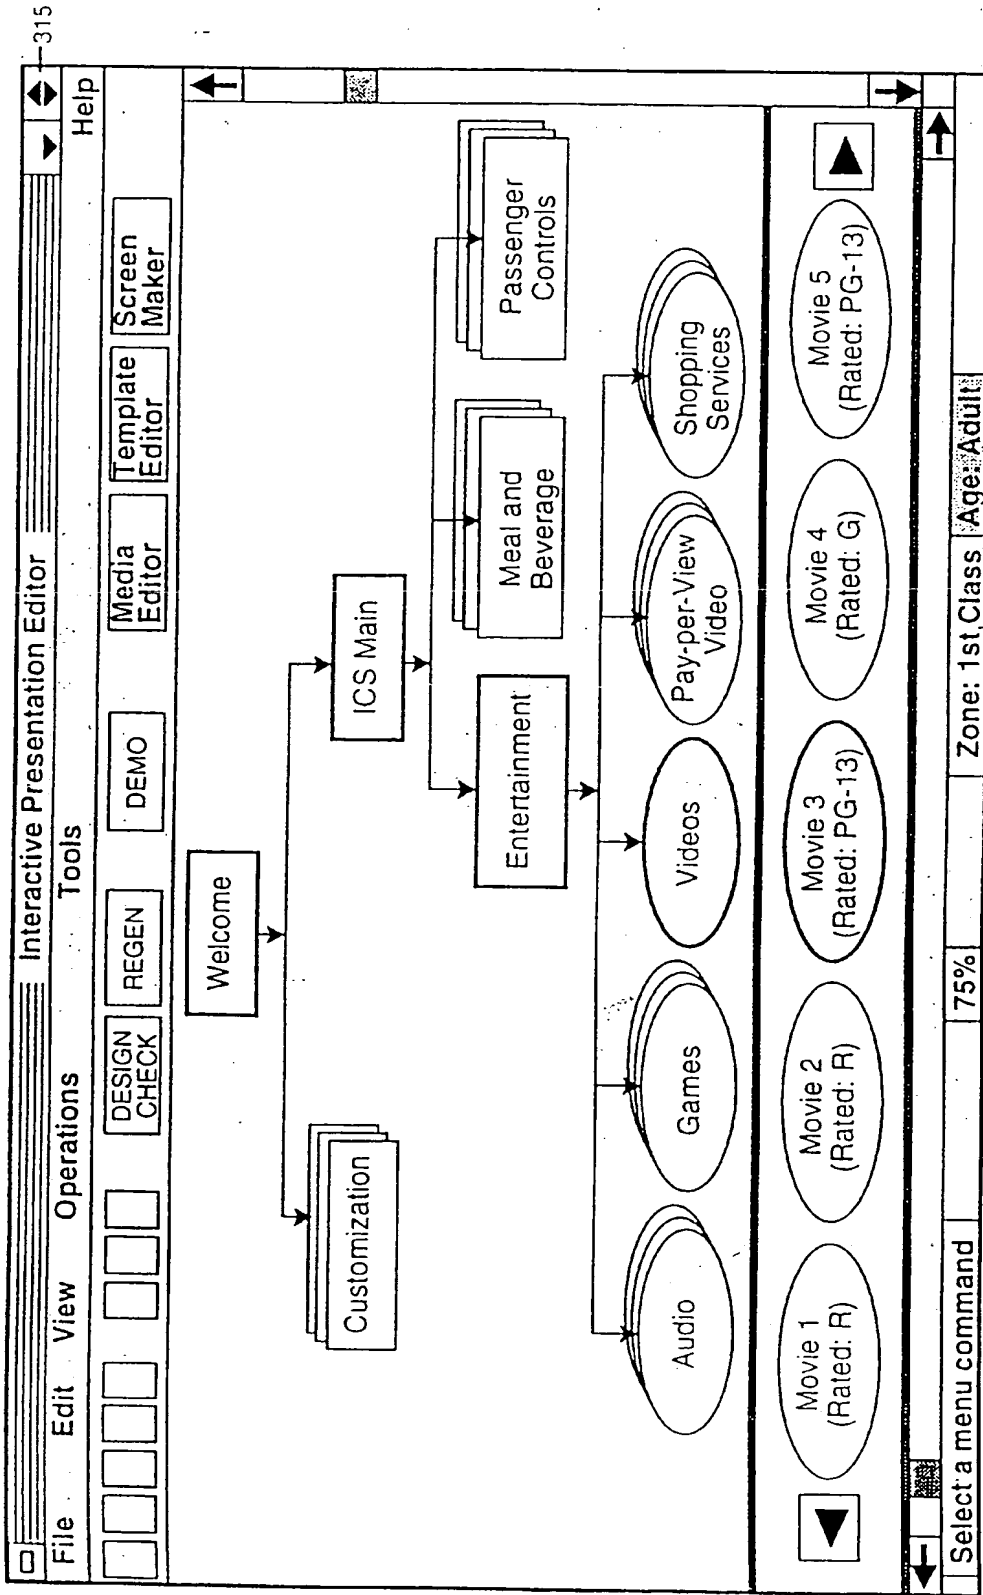 Interactive Presentation Editor
315
File Edit View Operations Tools Help
DESIGN
CHECK
REGEN
DEMO
Media
Editor
Template
Editor
Screen
Maker
Welcome
Customization
ICS Main
Entertainment
Meal and
Beverage
Passenger
Controls
Audio
Games
Videos
Pay-per-View
Video
Shopping
Services
Movie 1
(Rated: R)
Movie 2
(Rated: R)
Movie 3
(Rated: PG-13)
Movie 4
(Rated: G)
Movie 5
(Rated: PG-13)
Select a menu command 75% Zone: 1st Class Age: Adult